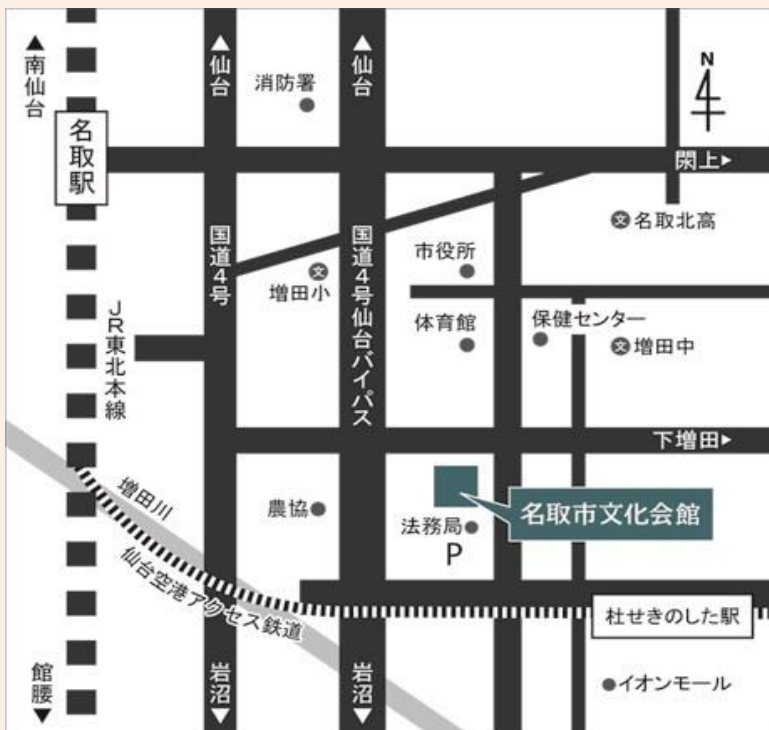 ▲南仙台
▲仙台
▲仙台
消防署
N
名取駅
閖上▶
文 名取北高
国道4号
国道4号仙台バイパス
市役所
文
増田小
JR東北本線
体育館
保健センター
文 増田中
下増田▶
増田川
農協
名取市文化会館
法務局
P
仙台空港アクセス鉄道
杜せきのした駅
館腰▼
岩沼▼
岩沼▼
イオンモール